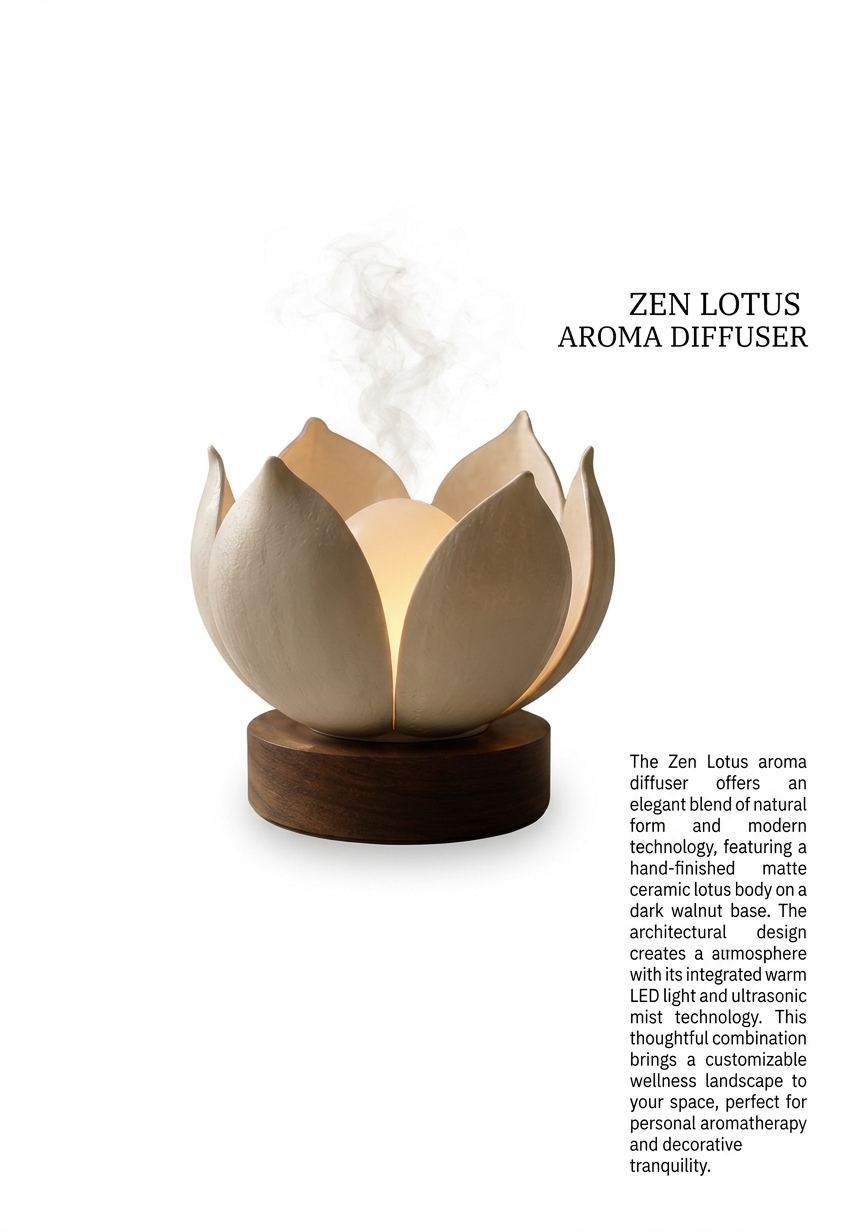 ZEN LOTUS
AROMA DIFFUSER
The Zen Lotus aroma
diffuser offers an
elegant blend of natural
form and modern
technology, featuring a
hand-finished matte
ceramic lotus body on a
dark walnut base. The
architectural design
creates a
with its integrated warm
LED light and ultrasonic
mist technology. This
thoughtful combination
brings a customizable
wellness landscape to
your space, perfect for
personal aromatherapy
and decorative
tranquility.